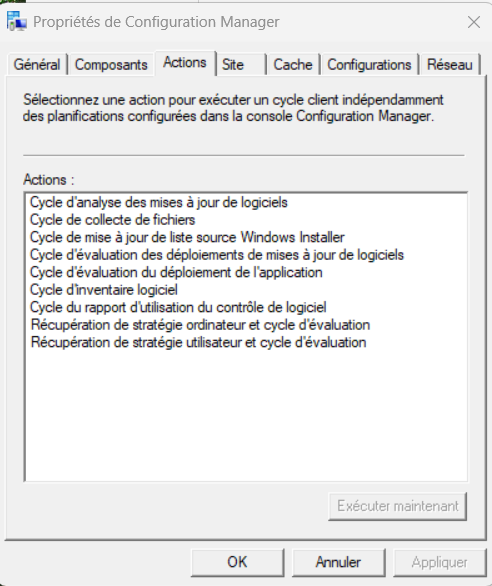 Propriétés de Configuration Manager
Général Composants Actions Site Cache Configurations Réseau
Sélectionnez une action pour exécuter un cycle client indépendamment
des planifications configurées dans la console Configuration Manager.
Actions :
Cycle d'analyse des mises à jour de logiciels
Cycle de collecte de fichiers
Cycle de mise à jour de liste source Windows Installer
Cycle d'évaluation des déploiements de mises à jour de logiciels
Cycle d'évaluation du déploiement de l'application
Cycle d'inventaire logiciel
Cycle du rapport d'utilisation du contrôle de logiciel
Récupération de stratégie ordinateur et cycle d'évaluation
Récupération de stratégie utilisateur et cycle d'évaluation
Exécuter maintenant
OK Annuler Appliquer